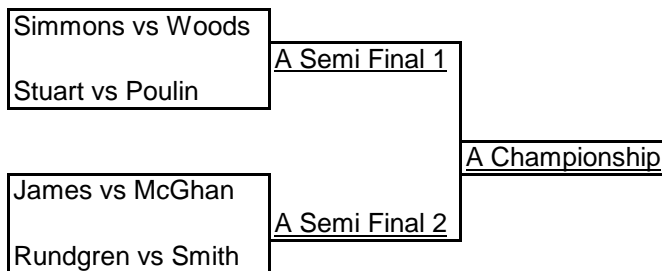 Simmons vs Woods
A Semi Final 1
Stuart vs Poulin
A Championship
James vs McGhan
A Semi Final 2
Rundgren vs Smith